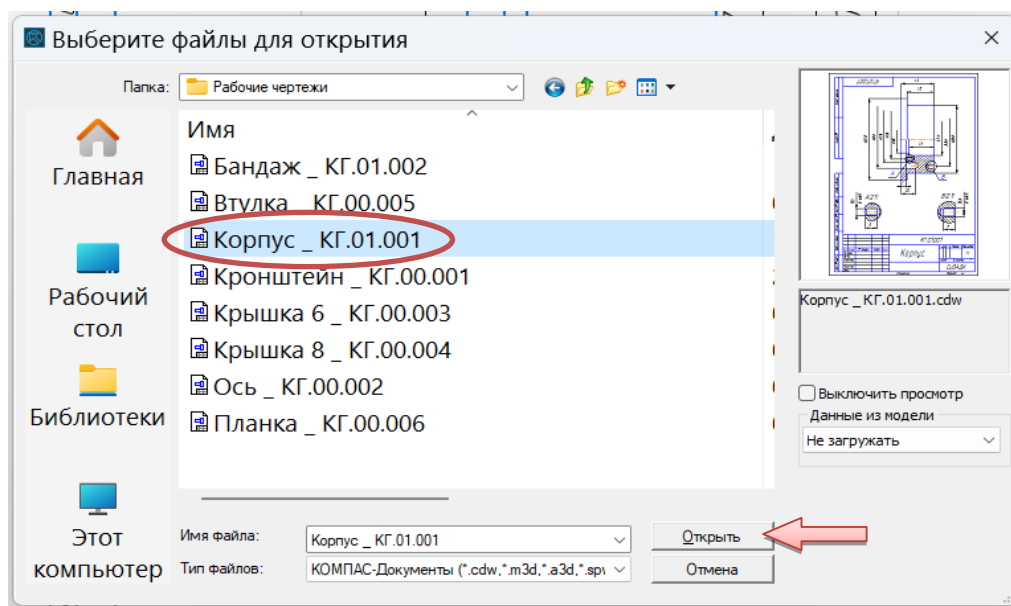 Выберите файлы для открытия
Папка:
Рабочие чертежи
Имя
Главная
Бандаж _ КГ.01.002
Втулка _ КГ.00.005
Корпус _ КГ.01.001
Кронштейн _ КГ.00.001
Рабочий
стол
Крышка 6 _ КГ.00.003
Крышка 8 _ КГ.00.004
Ось _ КГ.00.002
Библиотеки
Планка _ КГ.00.006
Этот
компьютер
Корпус
Корпус _ КГ.01.001.cdw
Выключить просмотр
Данные из модели
Не загружать
Имя файла:
Корпус _ КГ.01.001
Открыть
Тип файлов:
КОМПАС-Документы (*.cdw,*.m3d,*.a3d,*.spw
Отмена